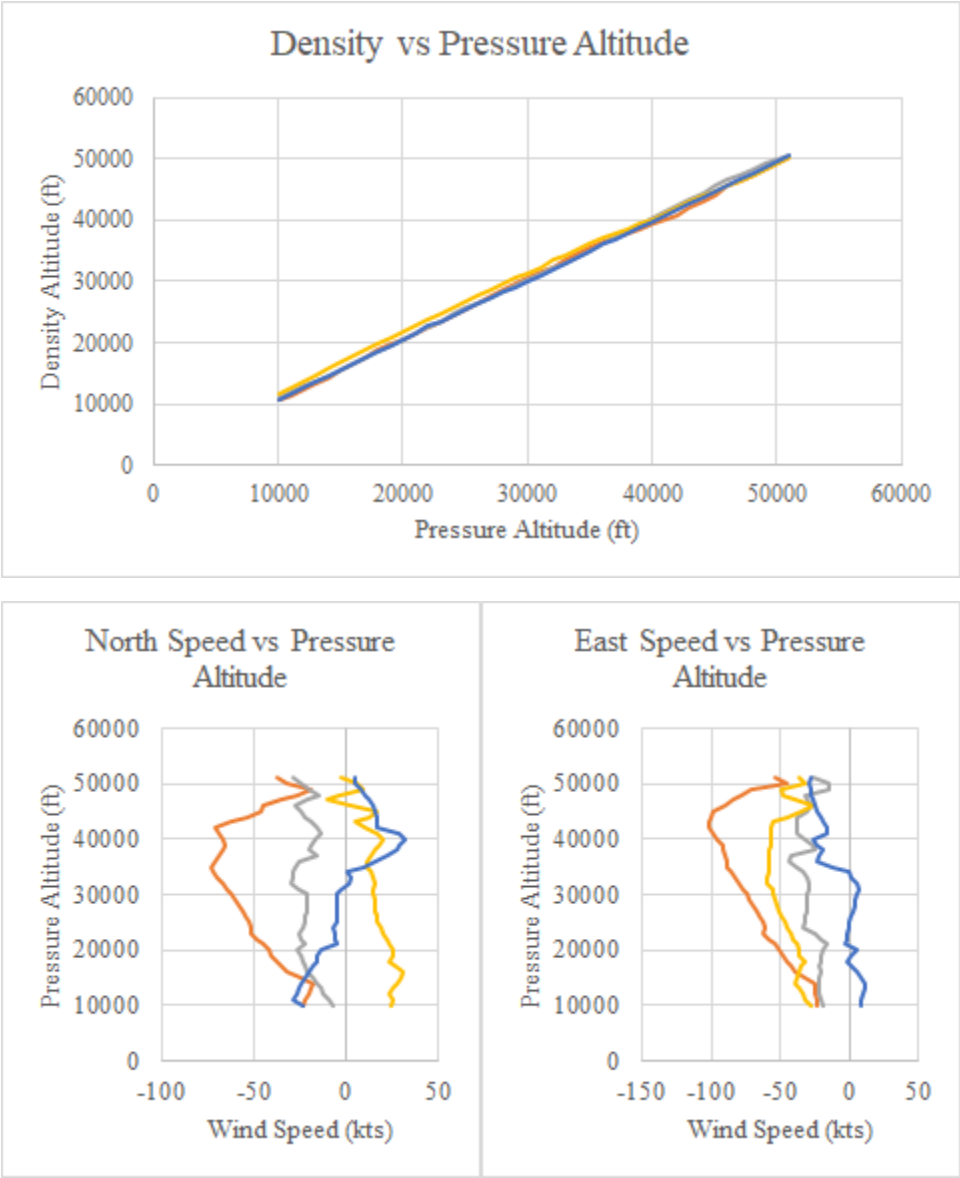 Density vs Pressure Altitude
60000
50000
40000
30000
20000
10000
0
Density Altitude (ft)
0 10000 20000 30000 40000 50000 60000
Pressure Altitude (ft)
North Speed vs Pressure
Altitude
60000
50000
40000
30000
20000
10000
0
Pressure Altitude (ft)
-100 -50 0 50
Wind Speed (kts)
East Speed vs Pressure
Altitude
60000
50000
40000
30000
20000
10000
0
Pressure Altitude (ft)
-150 -100 -50 0 50
Wind Speed (kts)